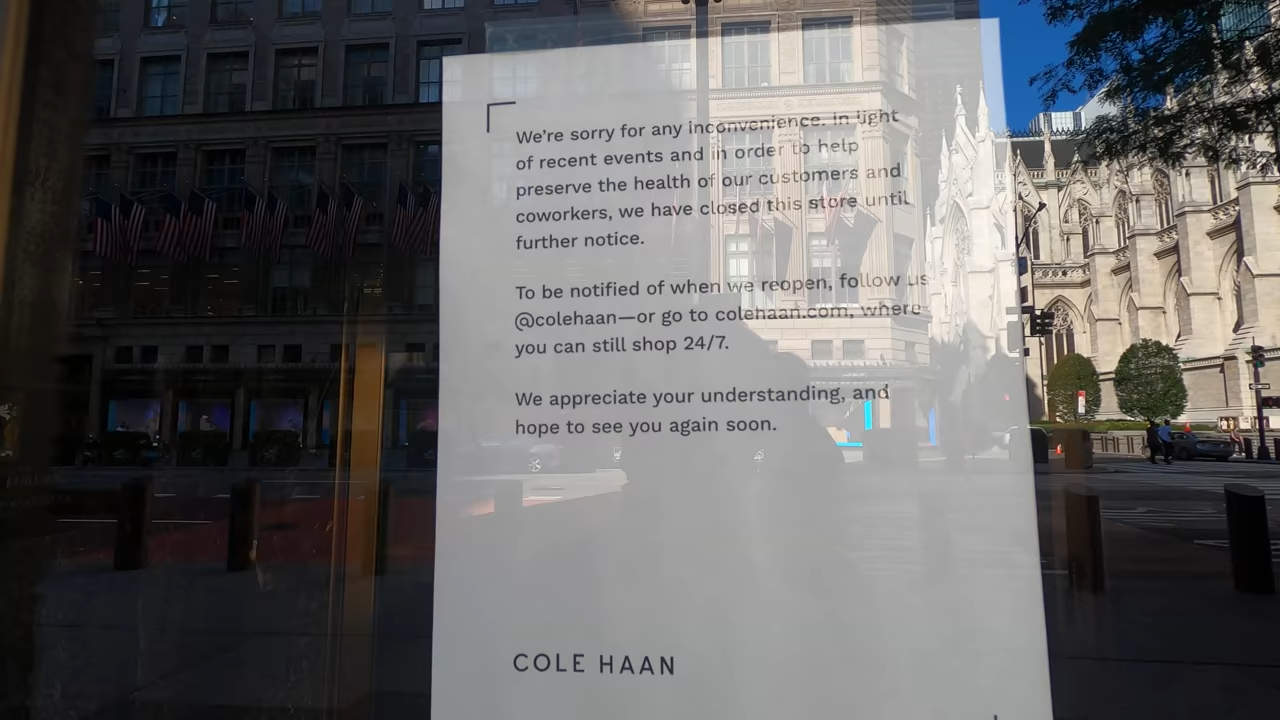 We're sorry for any inconvenience. In light
of recent events and in order to help
preserve the health of our customers and
coworkers, we have closed this store until
further notice.
To be notified of when we reopen, follow us
@colehaan—or go to colehaan.com, where
you can still shop 24/7.
We appreciate your understanding, and
hope to see you again soon.
COLE HAAN